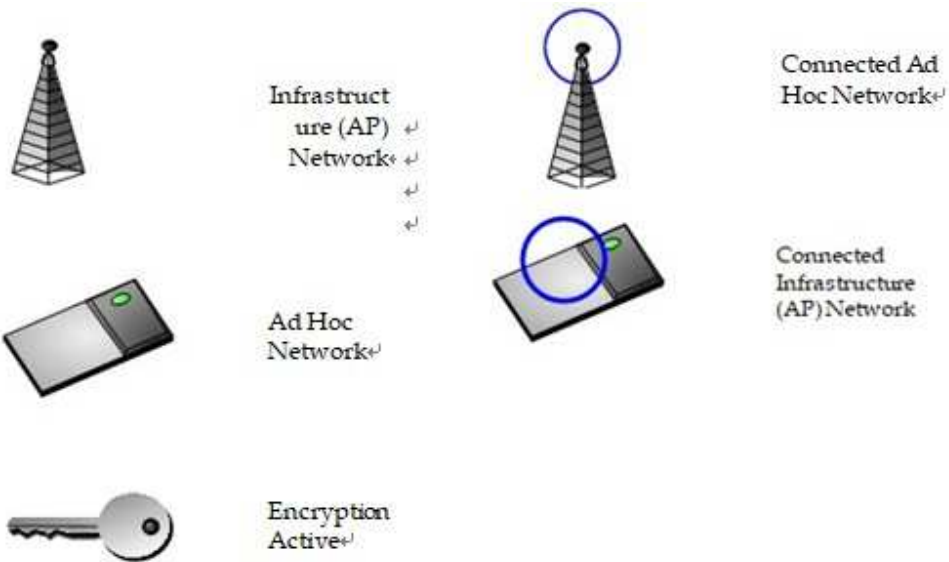 Infrastruct
ure (AP) ↵
Network↵ ↵
↵
↵
Connected Ad
Hoc Network↵
Ad Hoc
Network↵
Connected
Infrastructure
(AP) Network
Encryption
Active↵